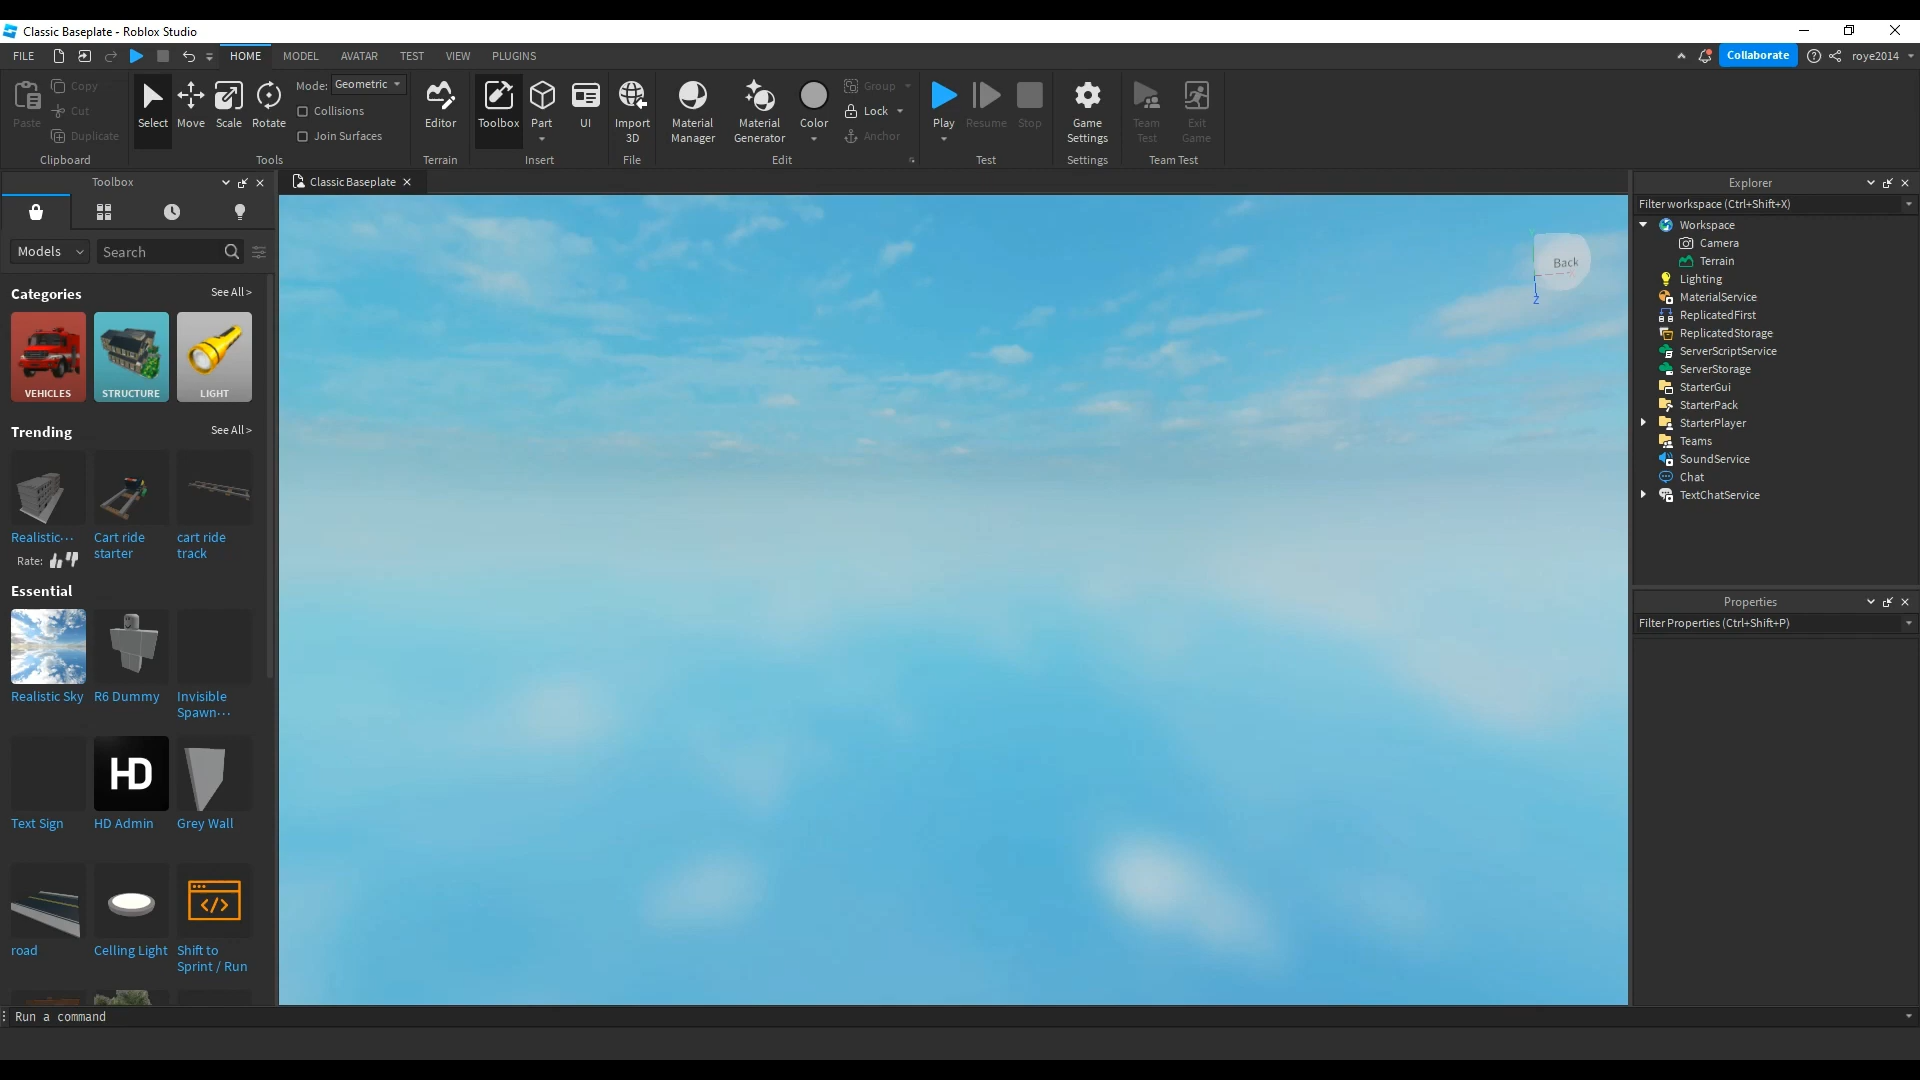 Classic Baseplate - Roblox Studio
FILE HOME MODEL AVATAR TEST VIEW PLUGINS Collaborate roye2014
Paste Copy Cut Duplicate Clipboard
Select Move Scale Rotate Mode: Geometric Collisions Join Surfaces Tools
Editor Terrain
Toolbox Part UI Insert
Import 3D File
Material Manager Material Generator Color Group Lock Anchor Edit
Play Resume Stop Test
Game Settings Settings
Team Test Exit Game Team Test
Toolbox
Models Search
Categories See All >
VEHICLES STRUCTURE LIGHT
Trending See All >
Realistic··· Cart ride starter cart ride track
Rate:
Essential
Realistic Sky R6 Dummy Invisible Spawn···
Text Sign HD HD Admin Grey Wall
road Celling Light Shift to Sprint / Run
Classic Baseplate
Back
Z
Explorer
Filter workspace (Ctrl+Shift+X)
Workspace
Camera
Terrain
Lighting
MaterialService
ReplicatedFirst
ReplicatedStorage
ServerScriptService
ServerStorage
StarterGui
StarterPack
StarterPlayer
Teams
SoundService
Chat
TextChatService
Properties
Filter Properties (Ctrl+Shift+P)
Run a command